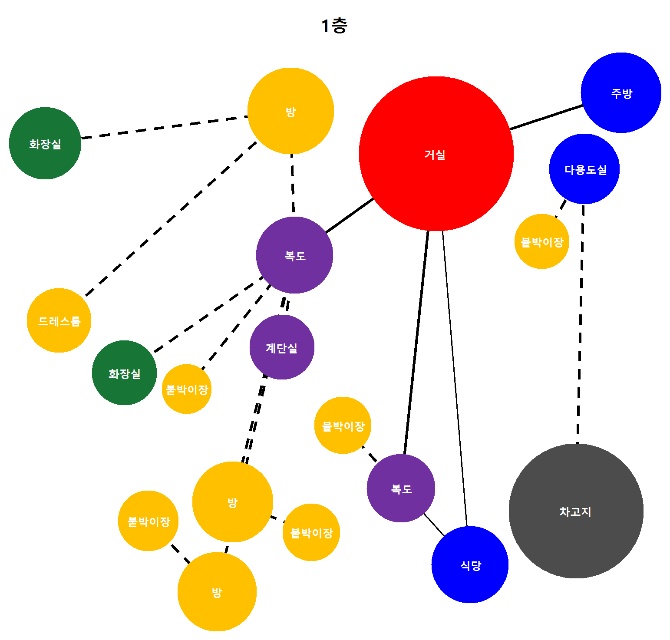 1층
주방
방
화장실
거실
다용도실
붙박이장
복도
드레스룸
계단실
화장실
붙박이장
붙박이장
복도
방
차고지
붙박이장
붙박이장
식당
방